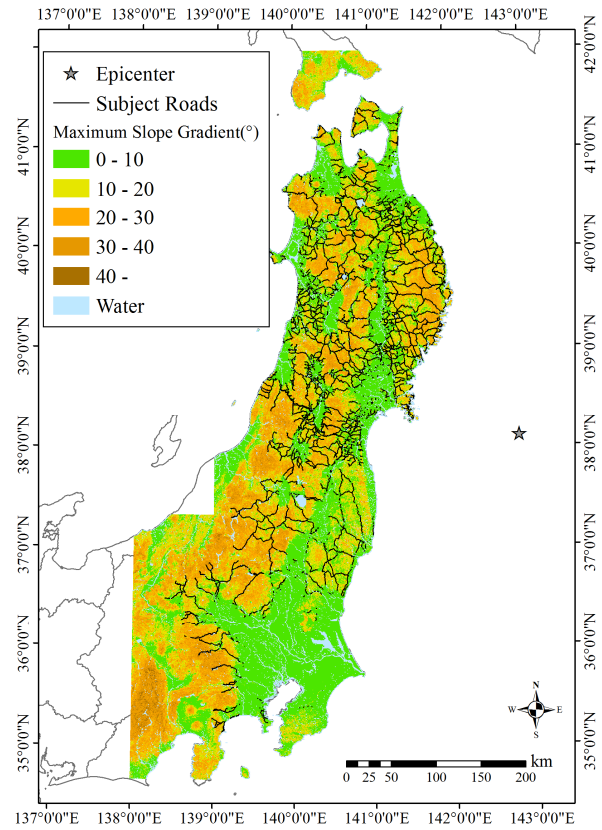 137°0'0"E 138°0'0"E 139°0'0"E 140°0'0"E 141°0'0"E 142°0'0"E 143°0'0"E
Epicenter
Subject Roads
Maximum Slope Gradient(°)
0 - 10
10 - 20
20 - 30
30 - 40
40 -
Water
42°0'0"N
41°0'0"N
40°0'0"N
39°0'0"N
38°0'0"N
37°0'0"N
36°0'0"N
35°0'0"N
42°0'0"N
41°0'0"N
40°0'0"N
39°0'0"N
38°0'0"N
37°0'0"N
36°0'0"N
35°0'0"N
N
W E
S
km
0 25 50 100 150 200
137°0'0"E 138°0'0"E 139°0'0"E 140°0'0"E 141°0'0"E 142°0'0"E 143°0'0"E